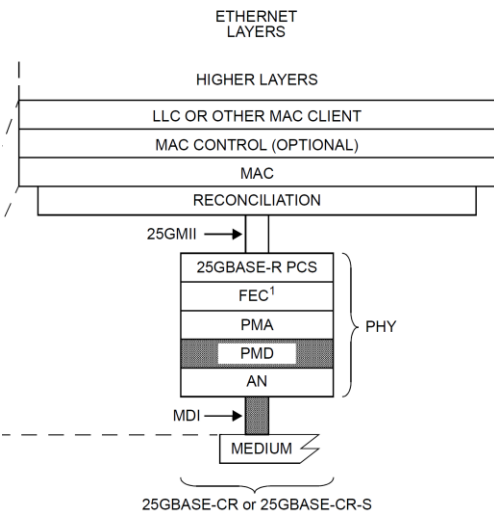 ETHERNET
LAYERS
HIGHER LAYERS
LLC OR OTHER MAC CLIENT
MAC CONTROL (OPTIONAL)
MAC
RECONCILIATION
25GMII
25GBASE-R PCS
FEC1
PMA
PHY
PMD
AN
MDI
MEDIUM
25GBASE-CR or 25GBASE-CR-S